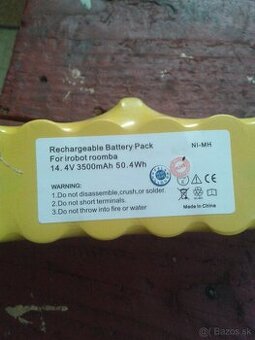 Rechargeable Battery Pack
For irobot roomba
14.4V 3500mAh 50.4Wh
NI-MH
WARNING:
1.Do not disassemble,crush,or solder.
2.Do not short terminals.
3.Do not throw into fire or water
Made in China
Bazos.sk